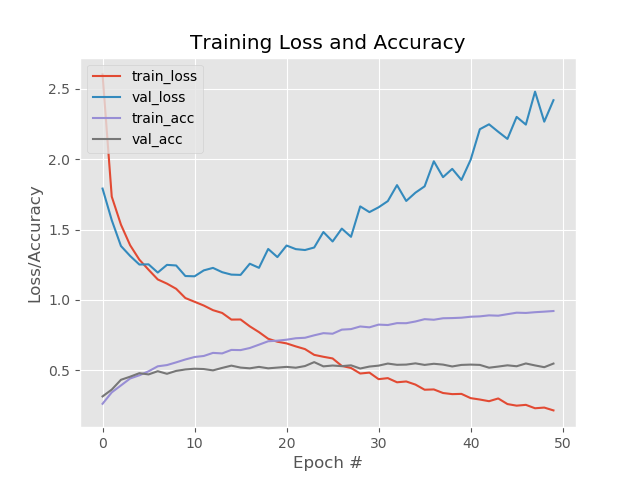 Training Loss and Accuracy
train_loss
val_loss
train_acc
val_acc
2.5
2.0
1.5
1.0
0.5
Loss/Accuracy
0 10 20 30 40 50
Epoch #